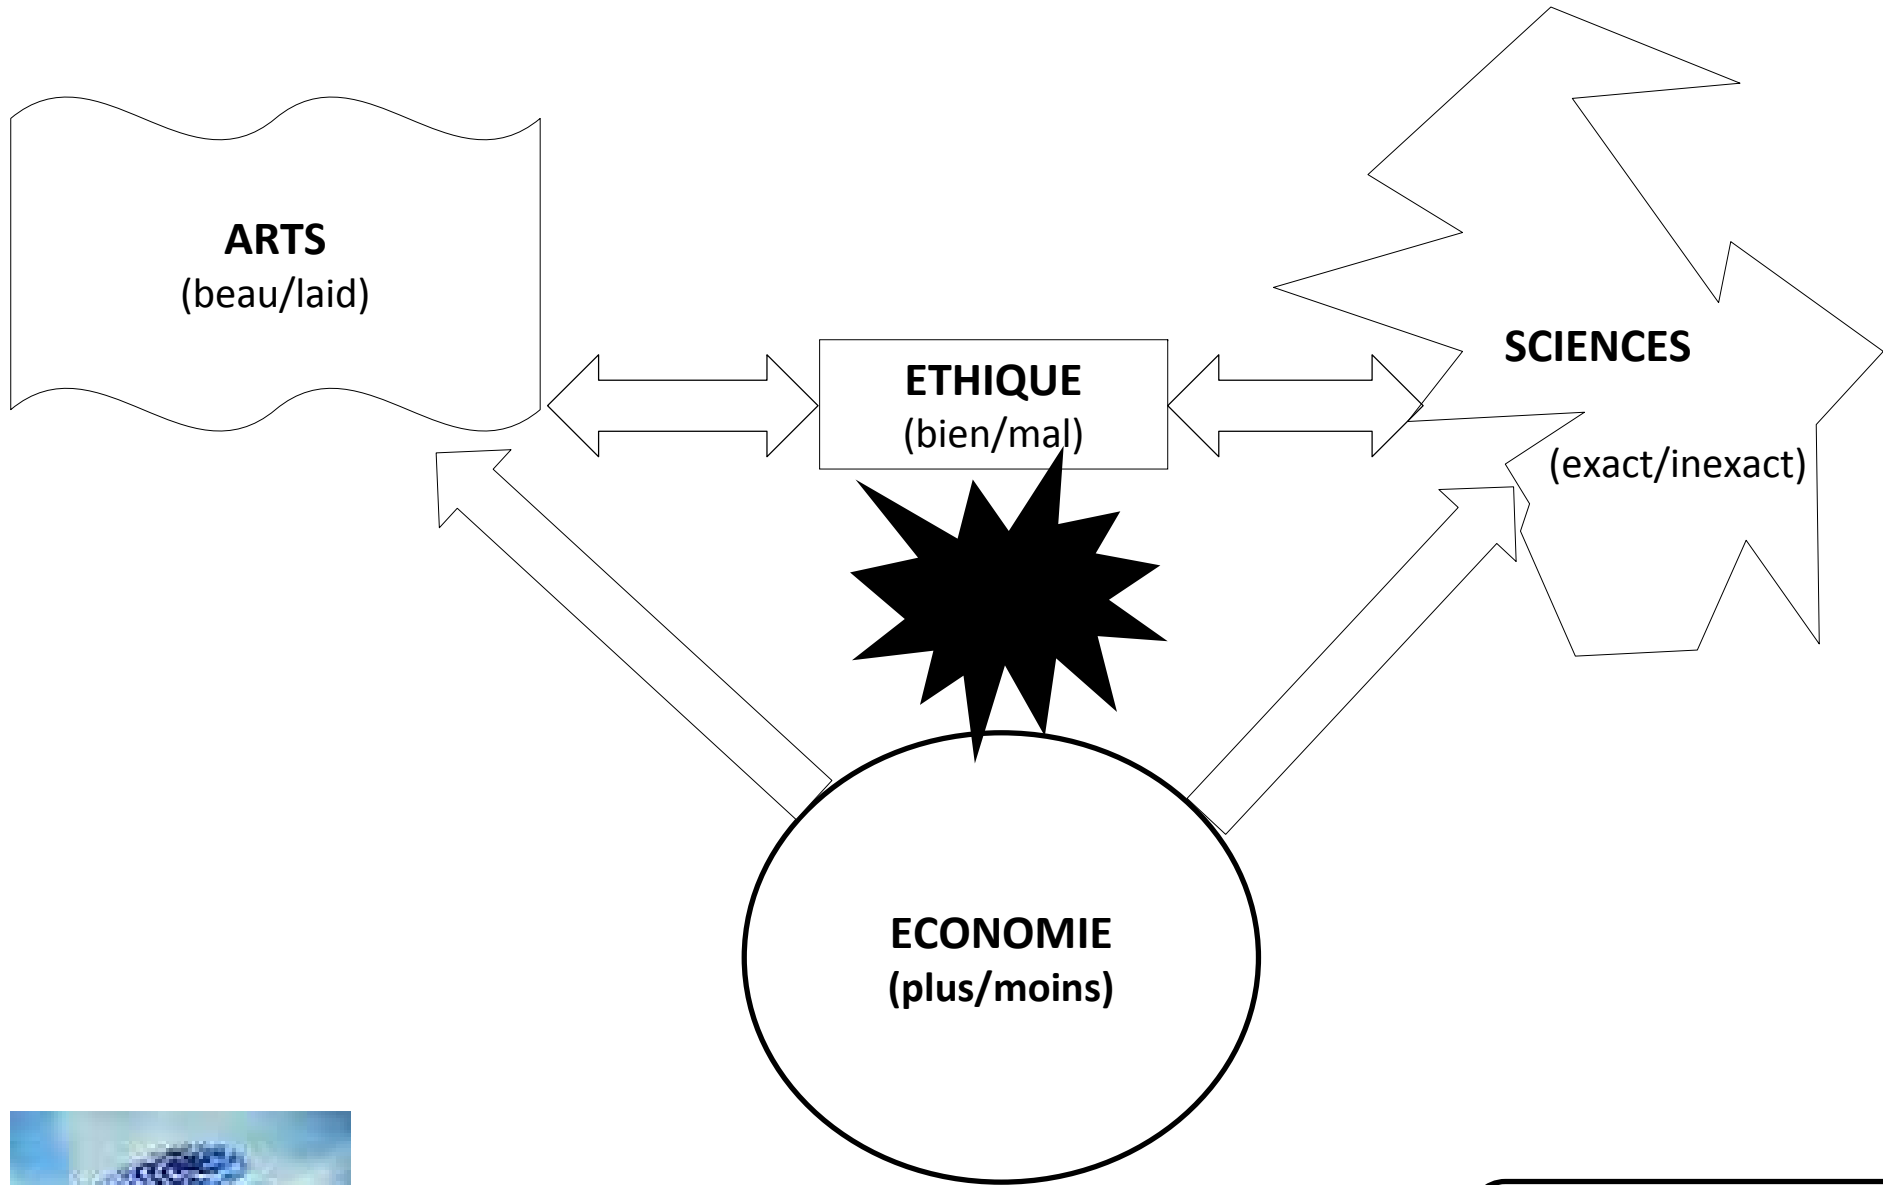 ARTS
(beau/laid)
ETHIQUE
(bien/mal)
SCIENCES
(exact/inexact)
ECONOMIE
(plus/moins)